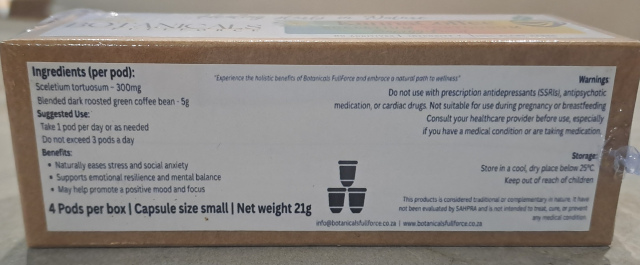 BOTANICALS
Ingredients (per pod):
Sceletium tortuosum - 300mg
Blended dark roosted green coffee bean - 5g
Suggested Use:
Take 1 pod per day or as needed
Do not exceed 3 pods a day
Benefits:
• Naturally eases stress and social anxiety
• Supports emotional resilience and mental balance
• May help promote a positive mood and focus
4 Pods per box | Capsule size small | Net weight 21g
"Experience the holistic benefits of Botanicals FullForce and embrace a natural path to wellness"
Warnings:
Do not use with prescription antidepressants (SSRIs), antipsychotic
medication, or cardiac drugs. Not suitable for use during pregnancy or breastfeeding
Consult your healthcare provider before use, especially
if you have a medical condition or are taking medication.
Storage:
Store in a cool, dry place below 25°C.
Keep out of reach of children
This product is considered traditional or complementary in nature. It have
not been evaluated by SAHPRA and is not intended to treat, cure, or prevent
any medical condition.
info@botanicalsfullforce.co.za | www.botanicalsfullforce.co.za